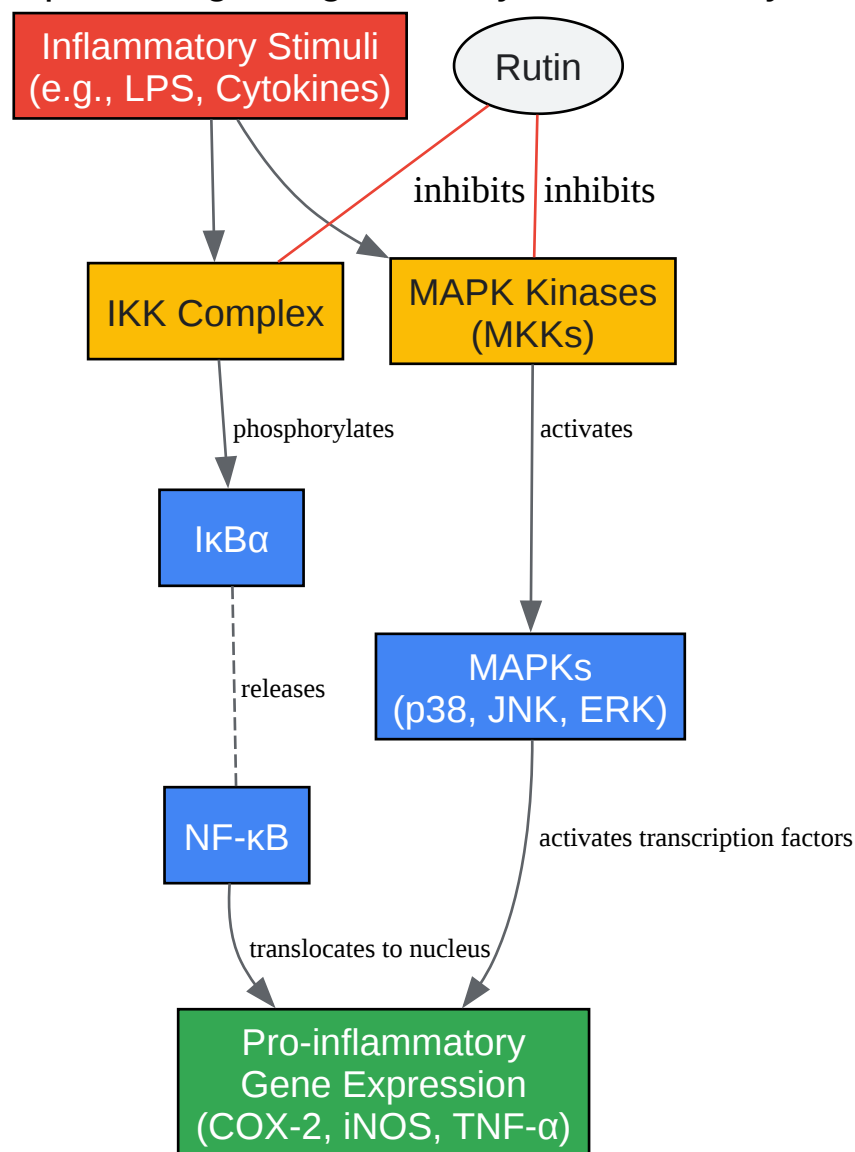 Inflammatory Stimuli
(e.g., LPS, Cytokines)
Rutin
inhibits
inhibits
IKK Complex
MAPK Kinases
(MKKs)
phosphorylates
activates
IκBα
releases
MAPKs
(p38, JNK, ERK)
NF-κB
activates transcription factors
translocates to nucleus
Pro-inflammatory
Gene Expression
(COX-2, iNOS, TNF-α)